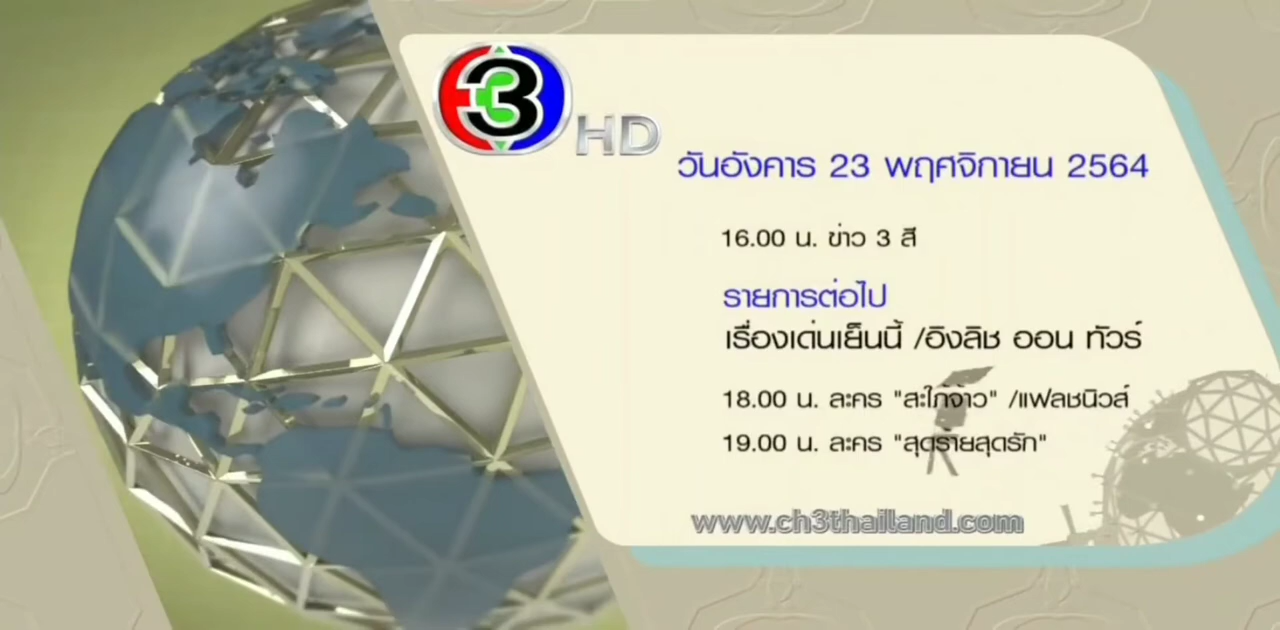 3 HD
วันอังคาร 23 พฤศจิกายน 2564
16.00 น. ข่าว 3 สี
รายการต่อไป
เรื่องเด่นเย็นนี้ /อิงลิช ออน ทัวร์
18.00 น. ละคร "สะใภ้จ้าว" /แฟลชนิวส์
19.00 น. ละคร "สุดร้ายสุดรัก"
www.ch3thailand.com